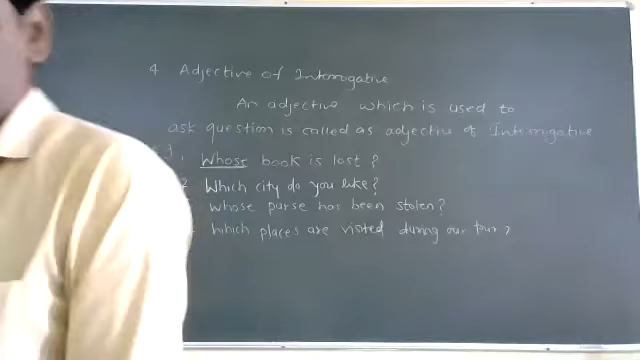 4 Adjective of Interrogative
An adjective which is used to
ask question is called as adjective of Interrogative
1. Whose book is lost?
2 Which city do you like?
whose purse has been stolen?
Which places are visited during our tour?